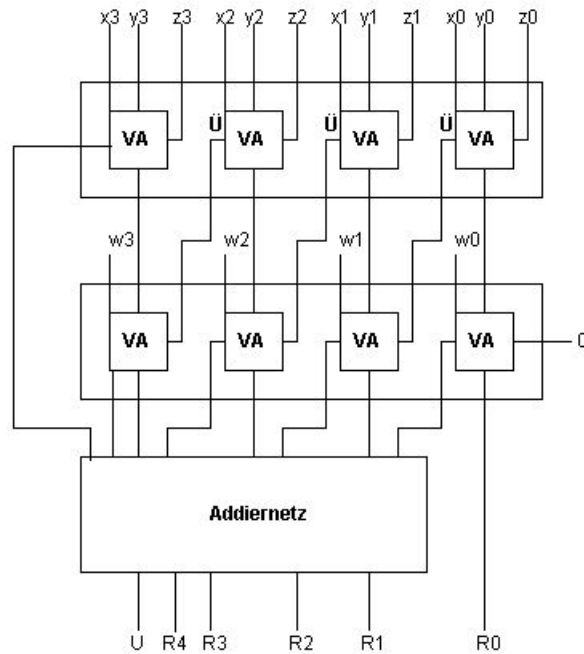 x3 y3 z3 x2 y2 z2 x1 y1 z1 x0 y0 z0
VA Ü VA Ü VA Ü VA
w3 w2 w1 w0
VA VA VA VA 0
Addiernetz
U R4 R3 R2 R1 R0